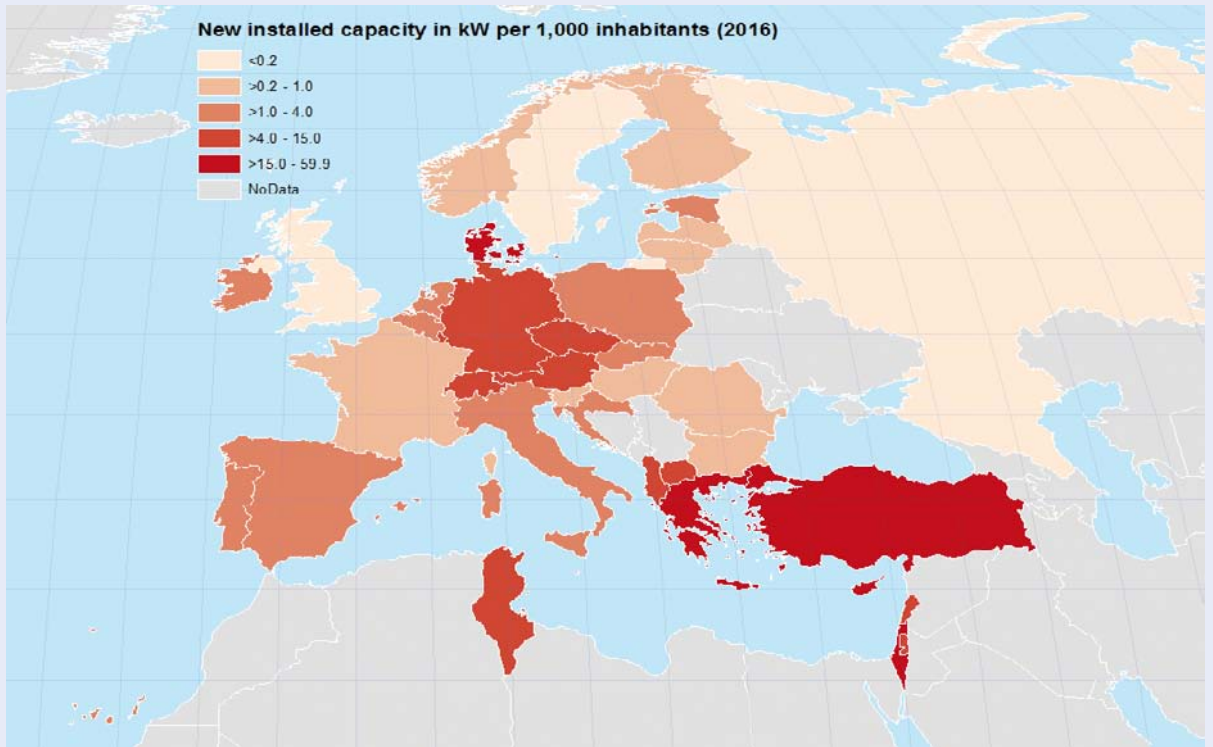 New installed capacity in kW per 1,000 inhabitants (2016)
<0.2
>0.2 - 1.0
>1.0 - 4.0
>4.0 - 15.0
>15.0 - 59.9
NoData